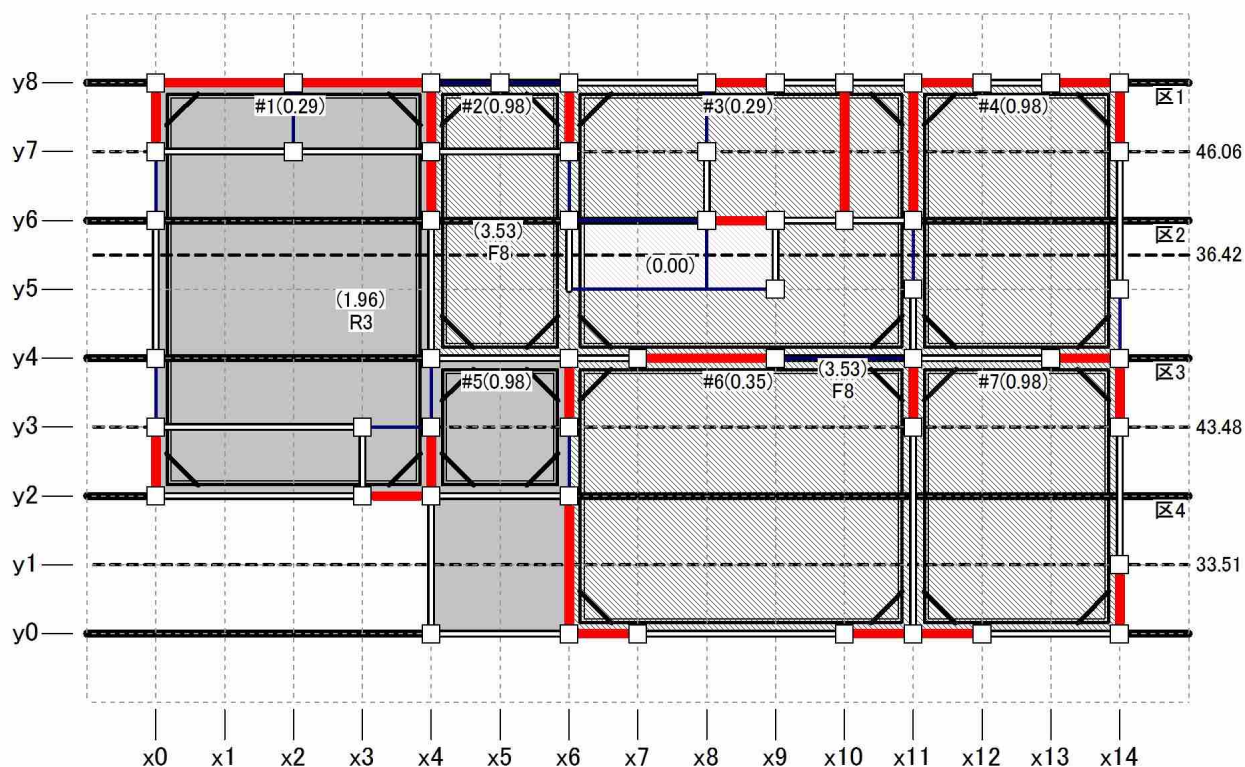 y8
#1(0.29)
#2(0.98)
#3(0.29)
#4(0.98)
区1
y7
46.06
y6
(3.53)
F8
区2
(0.00)
36.42
y5
(1.96)
R3
y4
#5(0.98)
#6(0.35)
(3.53)
F8
#7(0.98)
区3
y3
43.48
y2
区4
y1
33.51
y0
x0 x1 x2 x3 x4 x5 x6 x7 x8 x9 x10 x11 x12 x13 x14